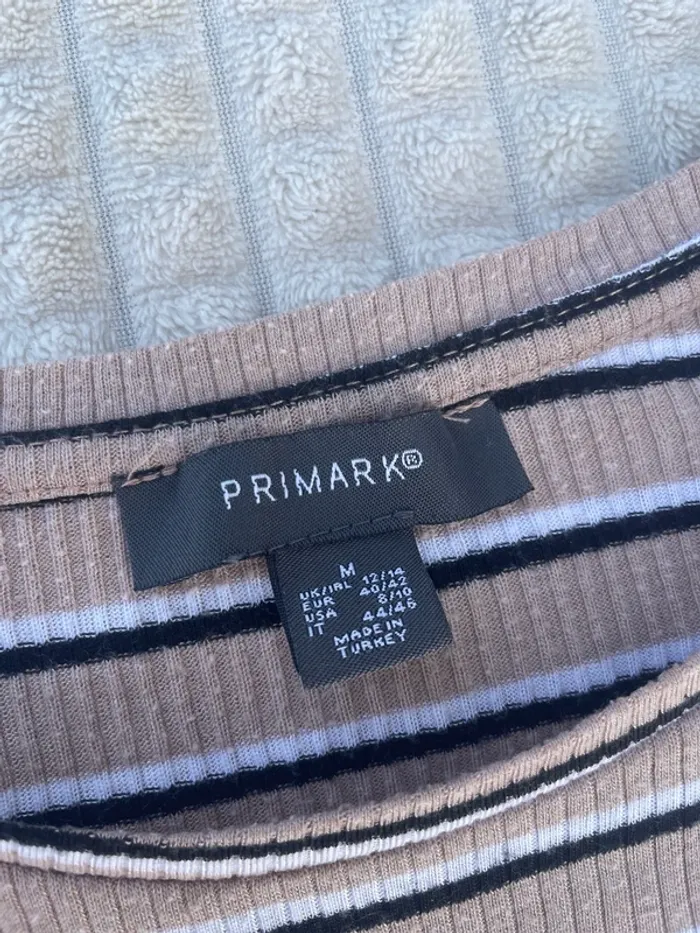 PRIMARK®
M
UK/IRL 12/14
EUR 40/42
USA 8/10
IT 44/46
MADE IN
TURKEY